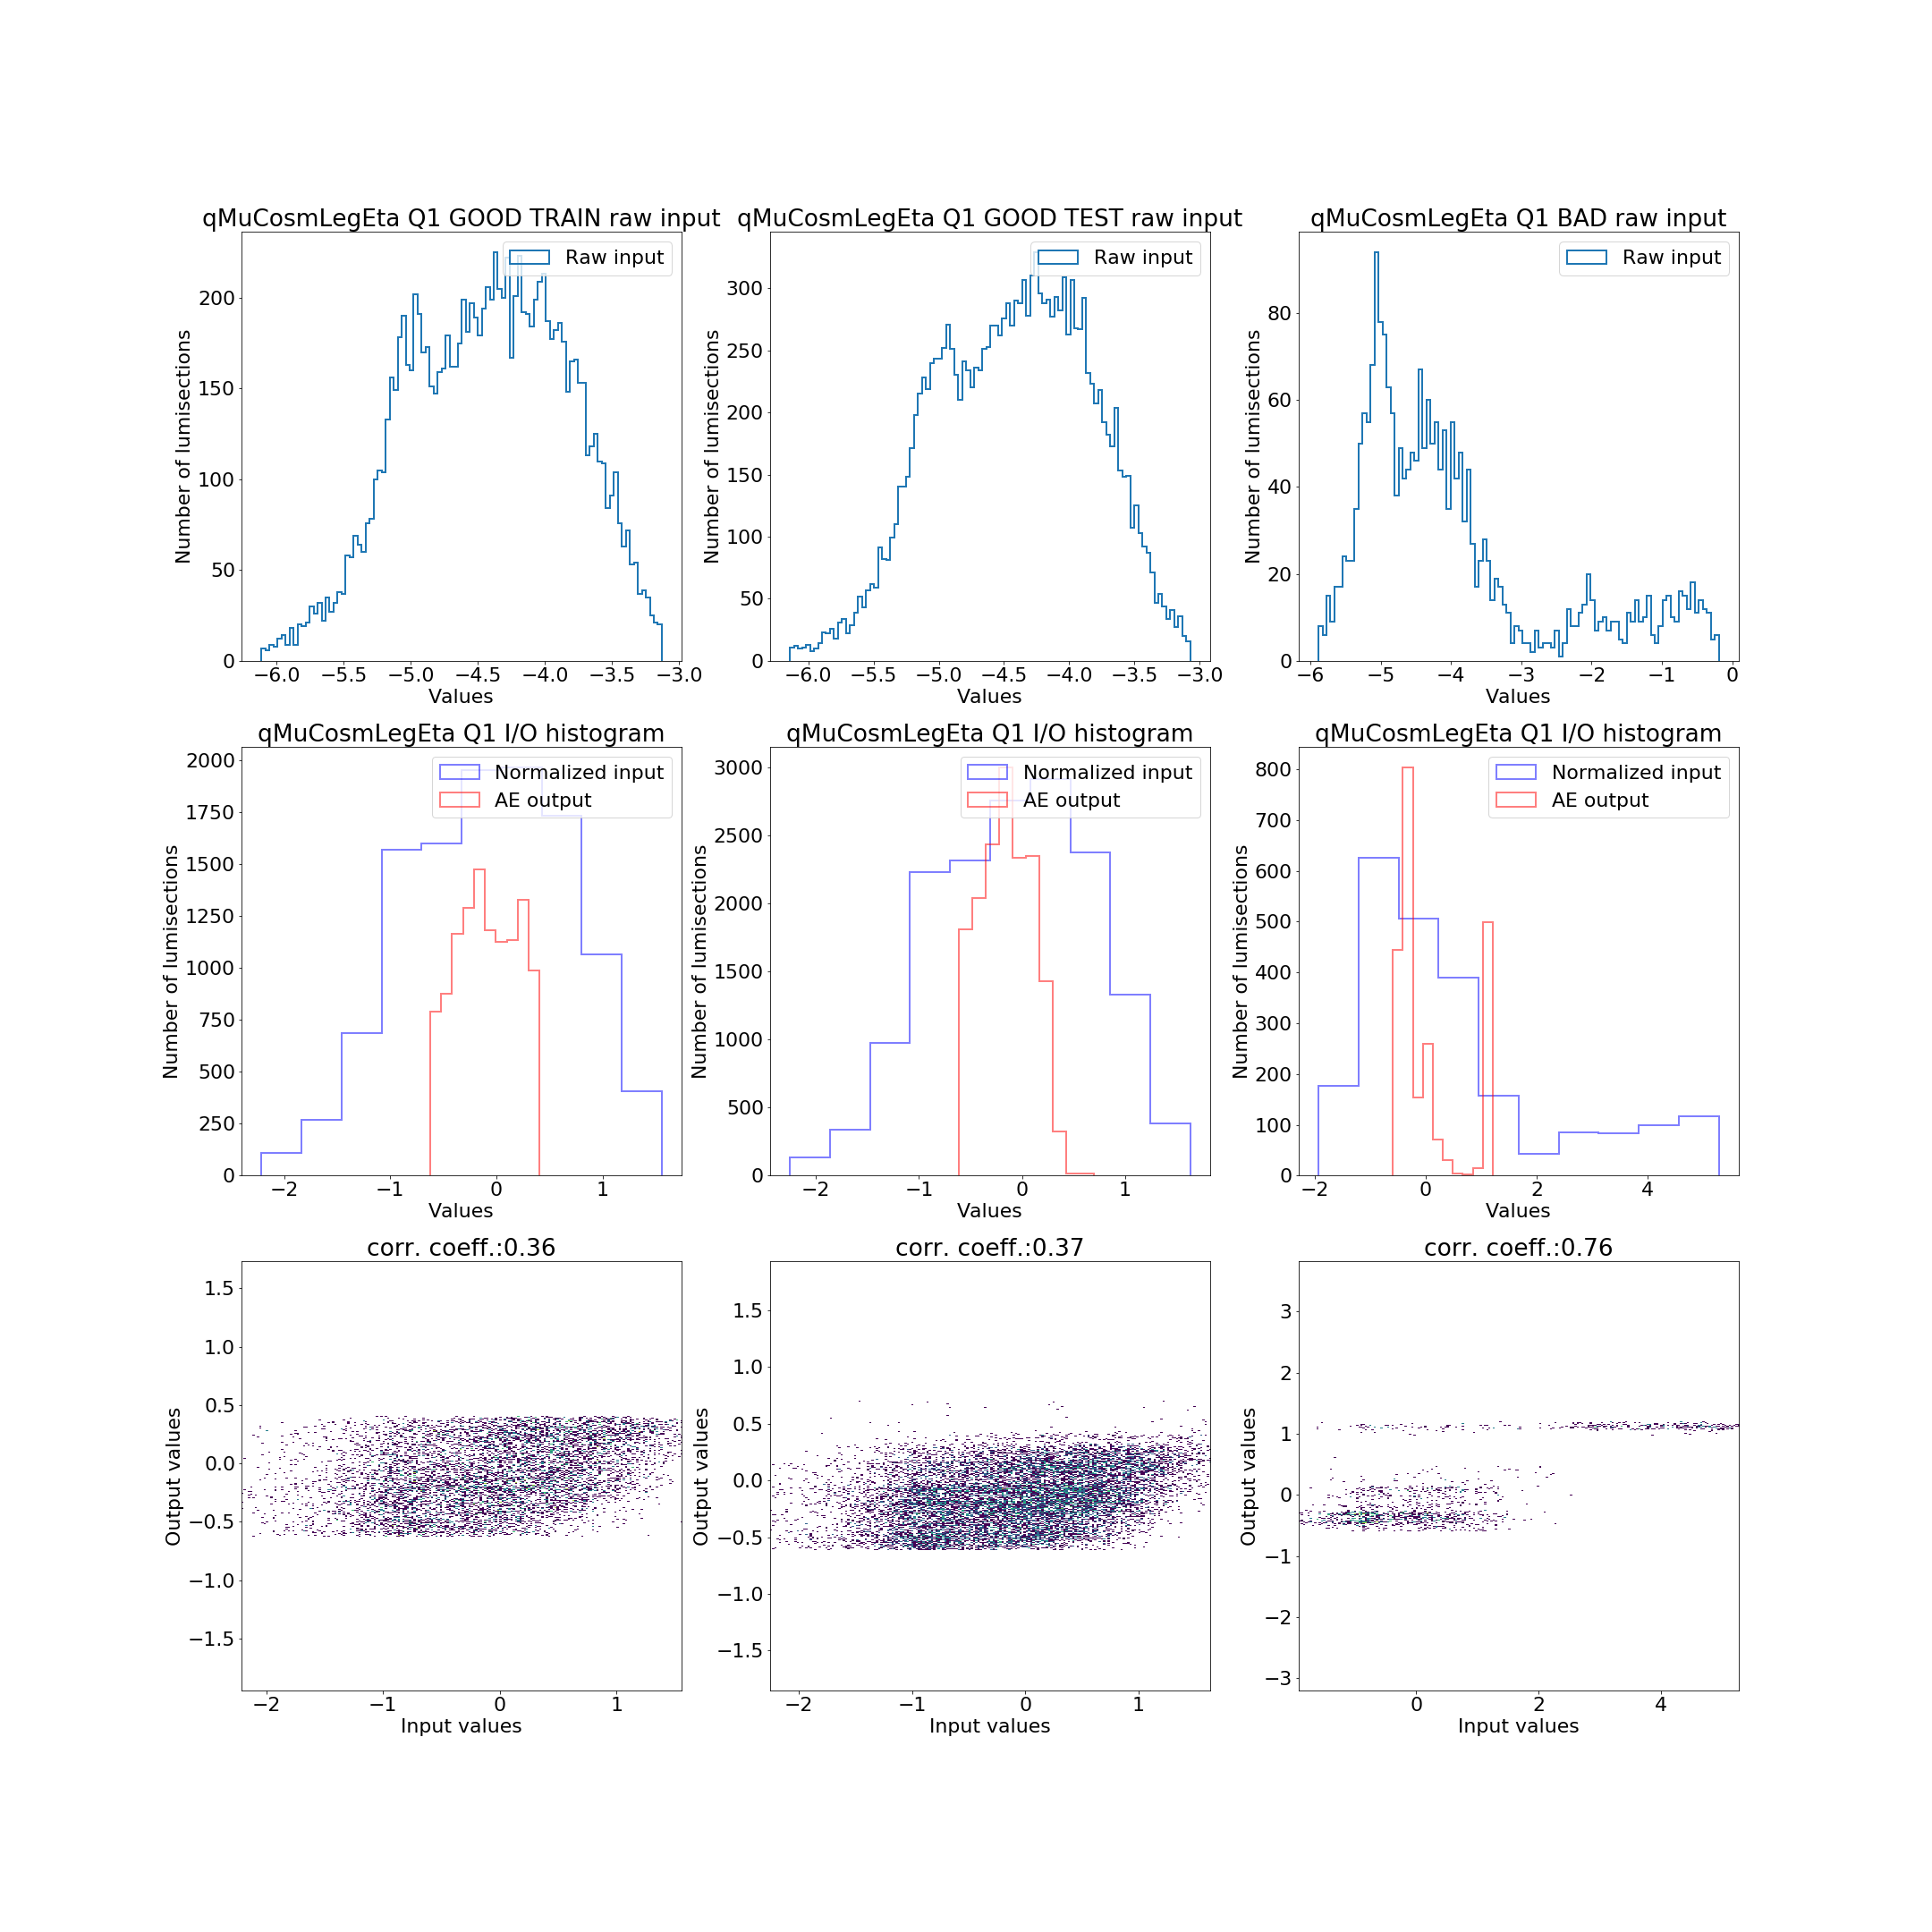 qMuCosmLegEta Q1 GOOD TRAIN raw input
qMuCosmLegEta Q1 GOOD TEST raw input
qMuCosmLegEta Q1 BAD raw input
Raw input
Raw input
Raw input
Number of lumisections
0
50
100
150
200
−6.0 −5.5 −5.0 −4.5 −4.0 −3.5 −3.0
Values
Number of lumisections
0
50
100
150
200
250
300
−6.0 −5.5 −5.0 −4.5 −4.0 −3.5 −3.0
Values
Number of lumisections
0
20
40
60
80
−6 −5 −4 −3 −2 −1 0
Values
qMuCosmLegEta Q1 I/O histogram
qMuCosmLegEta Q1 I/O histogram
qMuCosmLegEta Q1 I/O histogram
Normalized input
AE output
Normalized input
AE output
Normalized input
AE output
Number of lumisections
0
250
500
750
1000
1250
1500
1750
2000
−2 −1 0 1
Values
Number of lumisections
0
500
1000
1500
2000
2500
3000
−2 −1 0 1
Values
Number of lumisections
0
100
200
300
400
500
600
700
800
−2 0 2 4
Values
corr. coeff.:0.36
corr. coeff.:0.37
corr. coeff.:0.76
Output values
1.5
1.0
0.5
0.0
−0.5
−1.0
−1.5
−2 −1 0 1
Input values
Output values
1.5
1.0
0.5
0.0
−0.5
−1.0
−1.5
−2 −1 0 1
Input values
Output values
3
2
1
0
−1
−2
−3
0 2 4
Input values